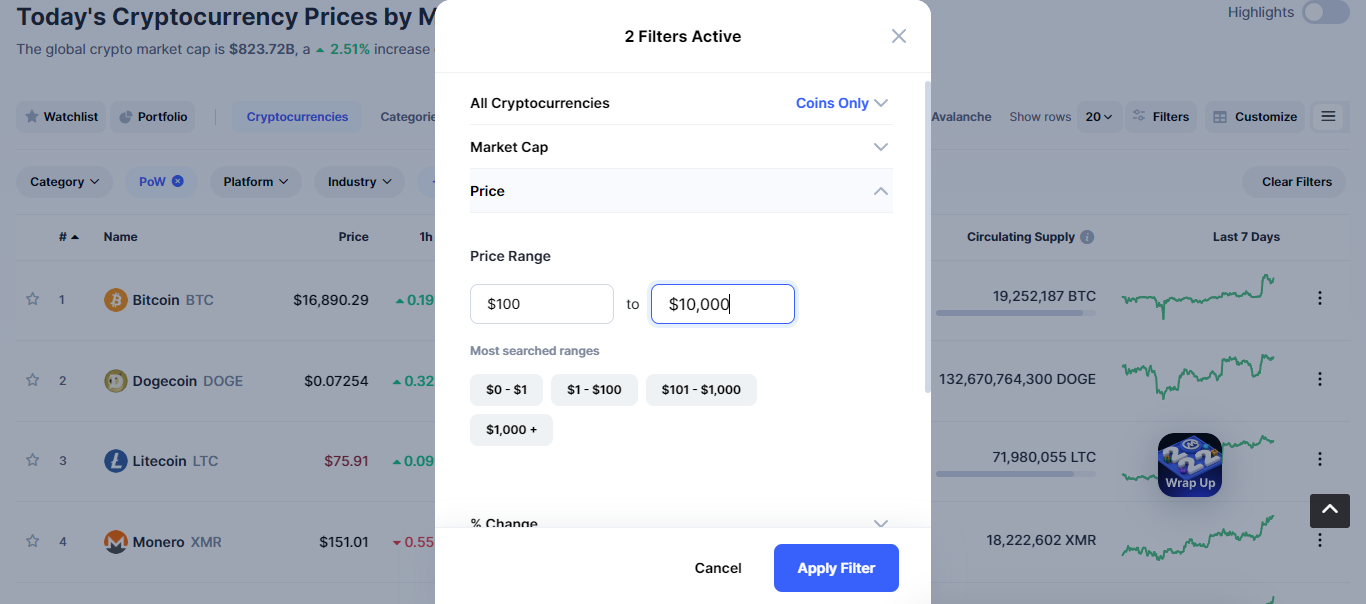 Today's Cryptocurrency Prices by M
Highlights
The global crypto market cap is $823.72B, a 2.51% increase
2 Filters Active
All Cryptocurrencies Coins Only
Market Cap
Price
Price Range
$100 to $10,000
Most searched ranges
$0 - $1 $1 - $100 $101 - $1,000
$1,000 +
% Change
Cancel Apply Filter
Watchlist Portfolio Cryptocurrencies Categorie Avalanche Show rows 20 Filters Customize
Category PoW Platform Industry Clear Filters
# Name Price 1h Circulating Supply Last 7 Days
1 Bitcoin BTC $16,890.29 0.19 19,252,187 BTC
2 Dogecoin DOGE $0.07254 0.32 132,670,764,300 DOGE
3 Litecoin LTC $75.91 0.09 71,980,055 LTC
4 Monero XMR $151.01 0.55 18,222,602 XMR
222
Wrap Up